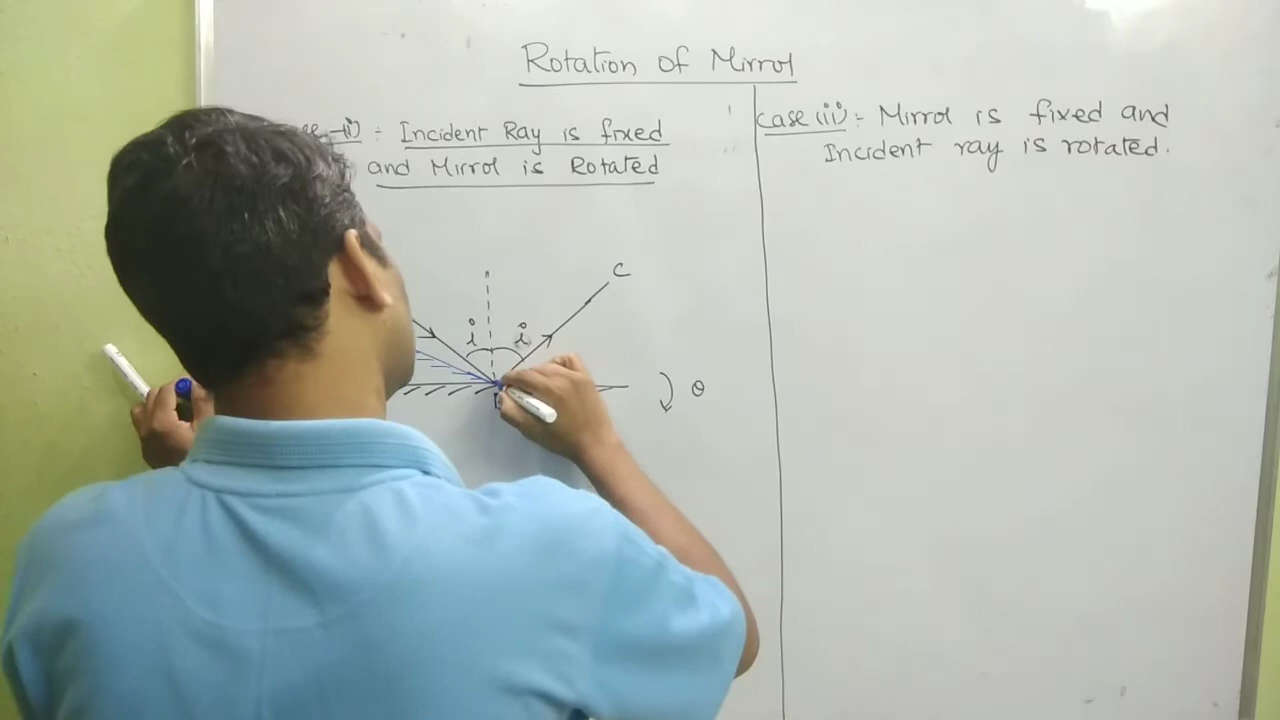 Rotation of Mirror
(i) : Incident Ray is fixed
and Mirror is Rotated
C
i i
θ
case (ii) :- Mirror is fixed and
Incident ray is rotated.